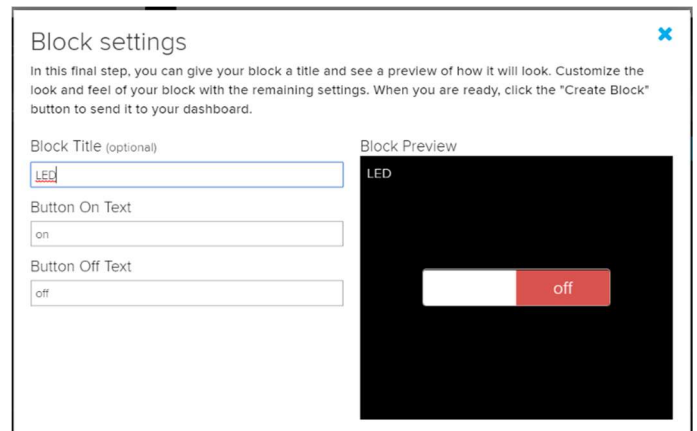 Block settings
In this final step, you can give your block a title and see a preview of how it will look. Customize the
look and feel of your block with the remaining settings. When you are ready, click the "Create Block"
button to send it to your dashboard.
Block Title (optional)
LED
Button On Text
on
Button Off Text
off
Block Preview
LED
off